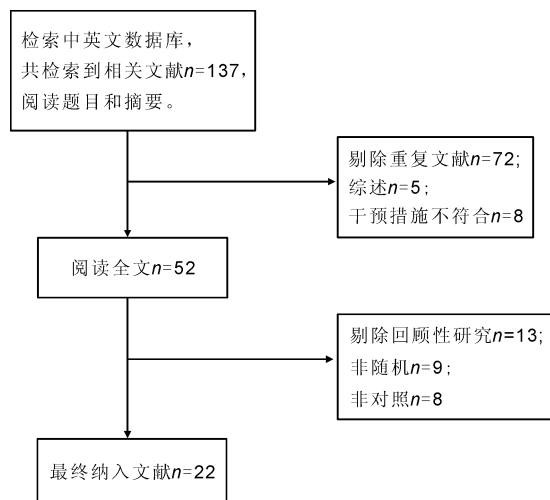 检索中英文数据库，
共检索到相关文献n=137，
阅读题目和摘要。
剔除重复文献n=72;
综述n=5;
干预措施不符合n=8
阅读全文n=52
剔除回顾性研究n=13;
非随机n=9;
非对照n=8
最终纳入文献n=22